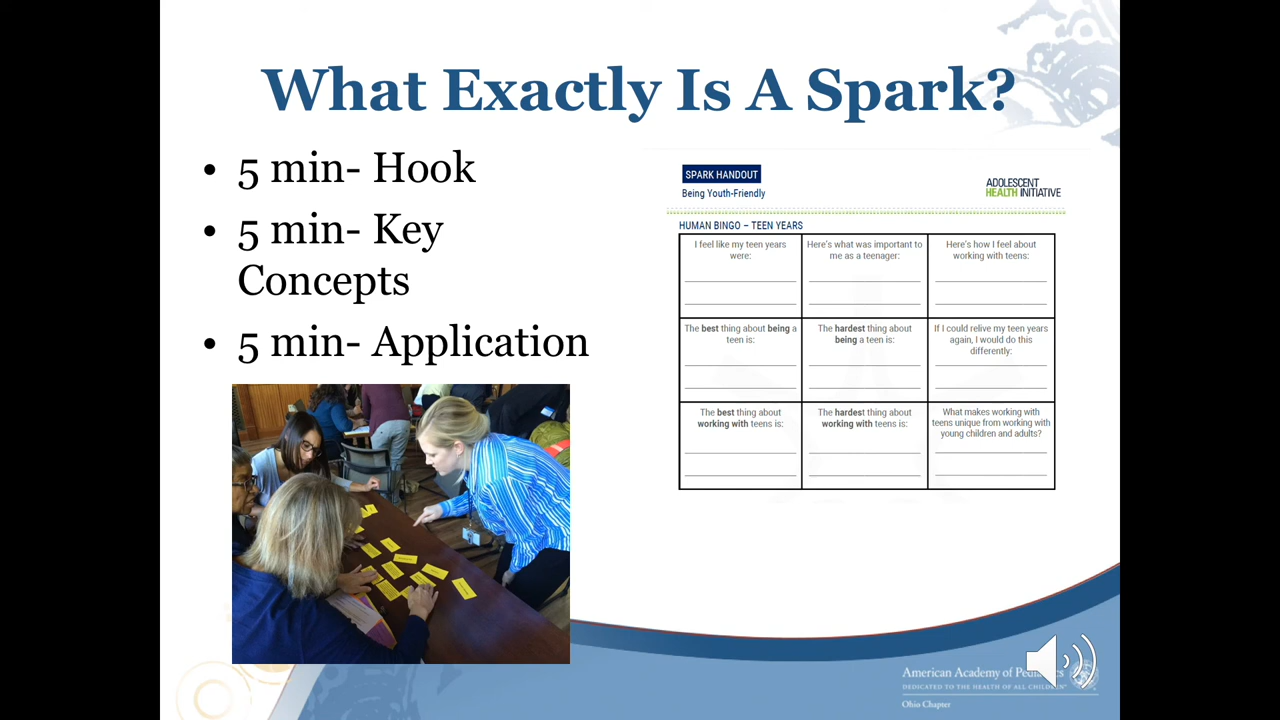 What Exactly Is A Spark?
• 5 min- Hook
• 5 min- Key
Concepts
• 5 min- Application
SPARK HANDOUT
Being Youth-Friendly
ADOLESCENT
HEALTH INITIATIVE
HUMAN BINGO – TEEN YEARS
I feel like my teen years
were:
Here's what was important to
me as a teenager:
Here's how I feel about
working with teens:
The best thing about being a
teen is:
The hardest thing about
being a teen is:
If I could relive my teen years
again, I would do this
differently:
The best thing about
working with teens is:
The hardest thing about
working with teens is:
What makes working with
teens unique from working with
young children and adults?
American Academy of
DEDICATED TO THE HEALTH OF ALL
Ohio Chapter